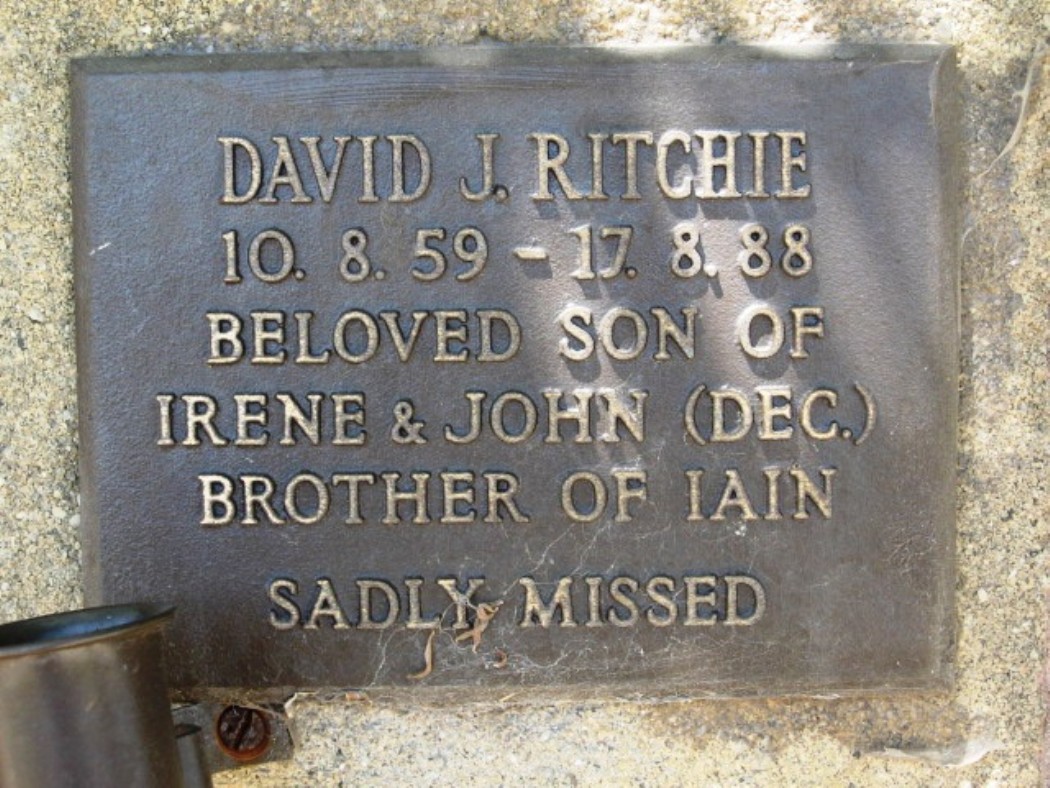 DAVID J. RITCHIE
10. 8. 59 - 17. 8. 88
BELOVED SON OF
IRENE & JOHN (DEC.)
BROTHER OF IAIN
SADLY MISSED